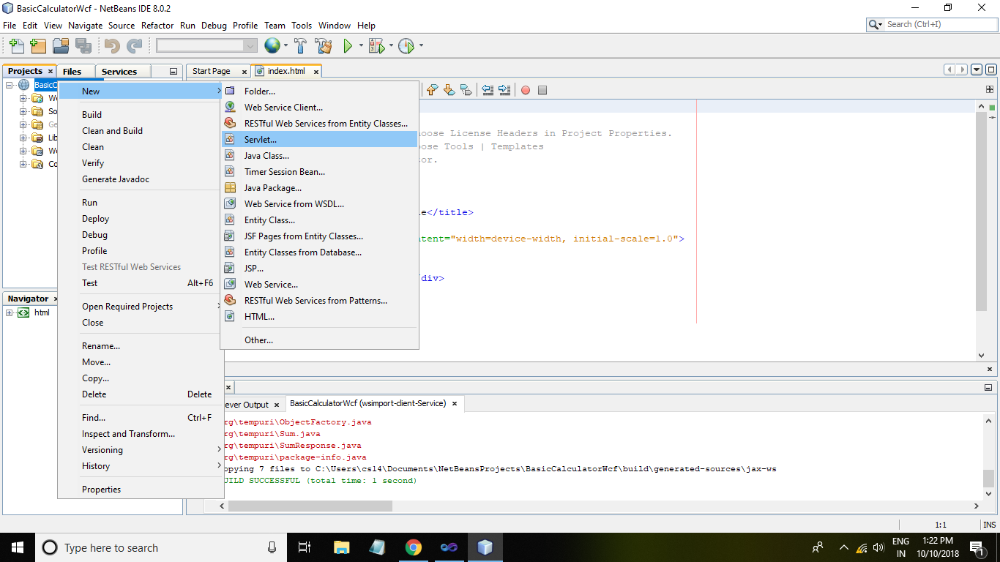 BasicCalculatorWcf - NetBeans IDE 8.0.2
File Edit View Navigate Source Refactor Run Debug Profile Team Tools Window Help
Search (Ctrl+I)
Projects Files Services
Start Page index.html
BasicC
We
So
Ge
Lib
We
Co
New
Build
Clean and Build
Clean
Verify
Generate Javadoc
Run
Deploy
Debug
Profile
Test RESTful Web Services
Test Alt+F6
Open Required Projects
Close
Rename...
Move...
Copy...
Delete Delete
Find... Ctrl+F
Inspect and Transform...
Versioning
History
Properties
Folder...
Web Service Client...
RESTful Web Services from Entity Classes...
Servlet...
Java Class...
Timer Session Bean...
Java Package...
Web Service from WSDL...
Entity Class...
JSF Pages from Entity Classes...
Entity Classes from Database...
JSP...
Web Service...
RESTful Web Services from Patterns...
HTML...
Other...
oose License Headers in Project Properties.
ose Tools | Templates
tor.
le</title>
tent="width=device-width, initial-scale=1.0">
/div>
Navigator
html
ever Output
BasicCalculatorWcf (wsimport-client-Service)
rg\tempuri\ObjectFactory.java
rg\tempuri\Sum.java
rg\tempuri\SumResponse.java
rg\tempuri\package-info.java
opying 7 files to C:\Users\csl4\Documents\NetBeansProjects\BasicCalculatorWcf\build\generated-sources\jax-ws
UILD SUCCESSFUL (total time: 1 second)
1:1 INS
Type here to search
ENG
IN
1:22 PM
10/10/2018
1